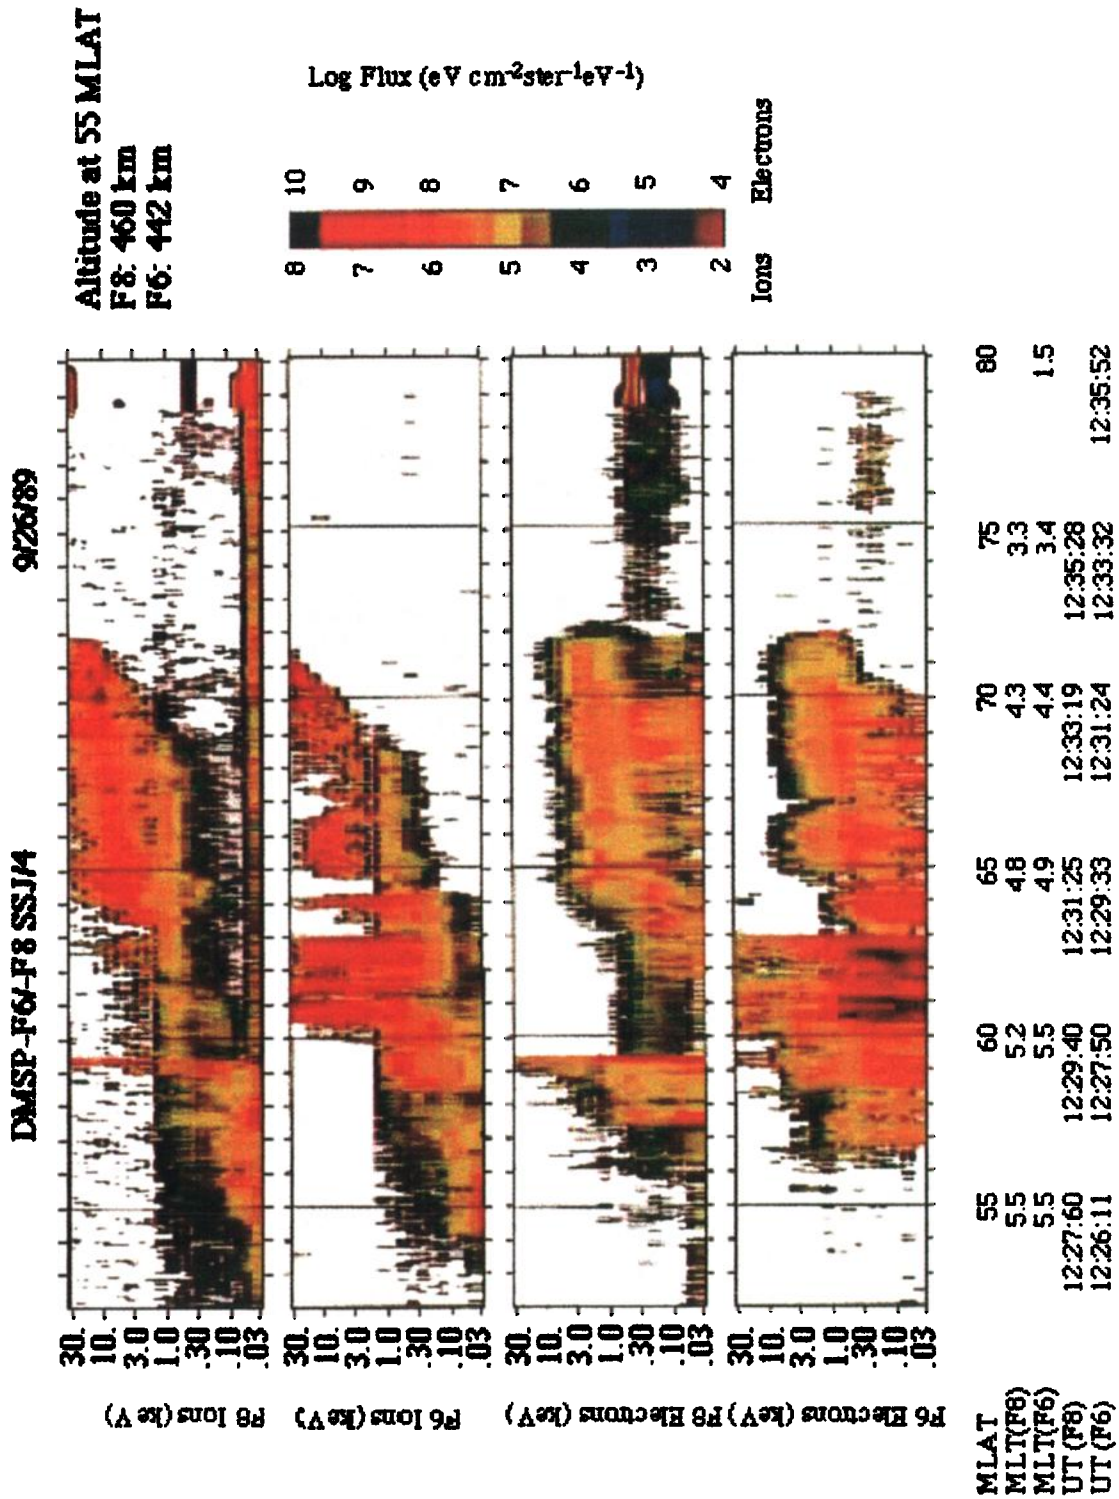 DMSP-F6/-F8 SSJ/4
9/26/89
Altitude at 55 MLAT
F8: 460 km
F6: 442 km
Log Flux (eV cm-2ster-1eV-1)
8 7 6 5 4 3 2
Ions
10 9 8 7 6 5 4
Electrons
F8 Ions (keV)
30. 10. 3.0 1.0 .30 .10 .03
F6 Ions (keV)
30. 10. 3.0 1.0 .30 .10 .03
F8 Electrons (keV)
30. 10. 3.0 1.0 .30 .10 .03
F6 Electrons (keV)
30. 10. 3.0 1.0 .30 .10 .03
MLAT 55 60 65 70 75 80
MLT(F8) 5.5 5.2 4.8 4.3 3.3
MLT(F6) 5.5 5.5 4.9 4.4 3.4 1.5
UT (F8) 12:27:60 12:29:40 12:31:25 12:33:19 12:35:28
UT (F6) 12:26:11 12:27:50 12:29:33 12:31:24 12:33:32 12:35:52